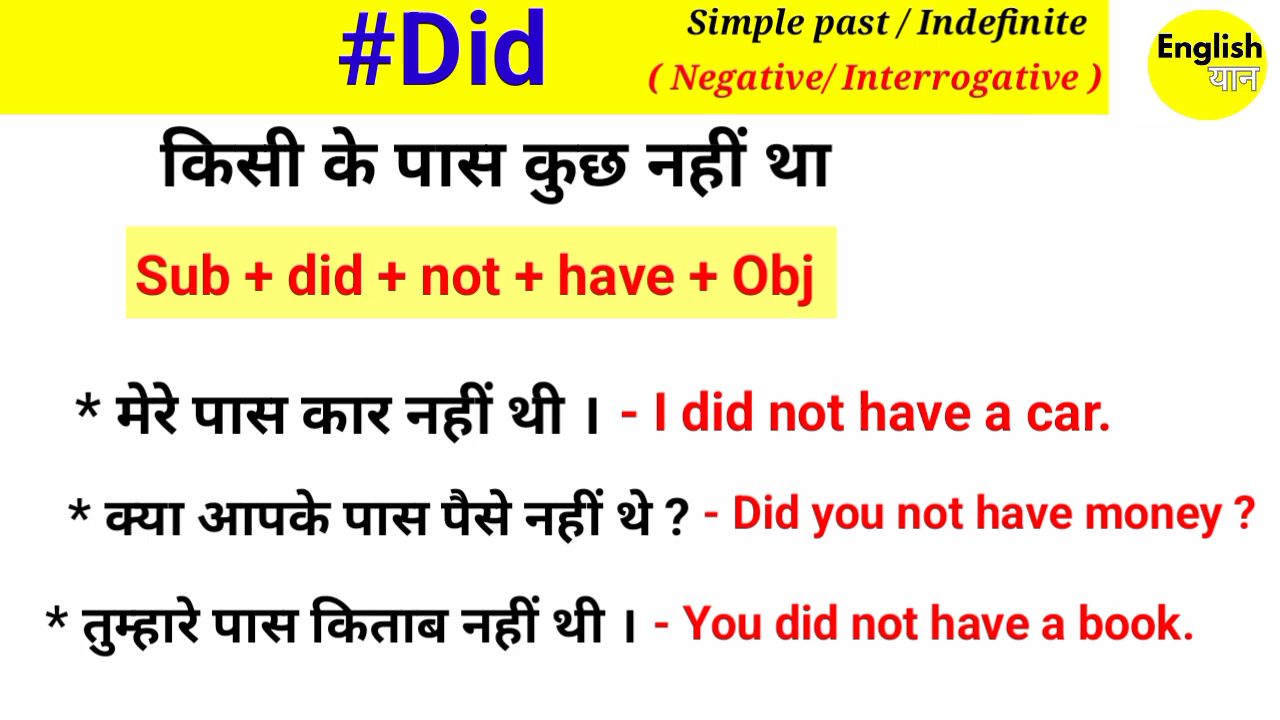 #Did
Simple past / Indefinite
( Negative/ Interrogative )
English
यान
किसी के पास कुछ नहीं था
Sub + did + not + have + Obj
* मेरे पास कार नहीं थी । - I did not have a car.
* क्या आपके पास पैसे नहीं थे ? - Did you not have money ?
* तुम्हारे पास किताब नहीं थी । - You did not have a book.